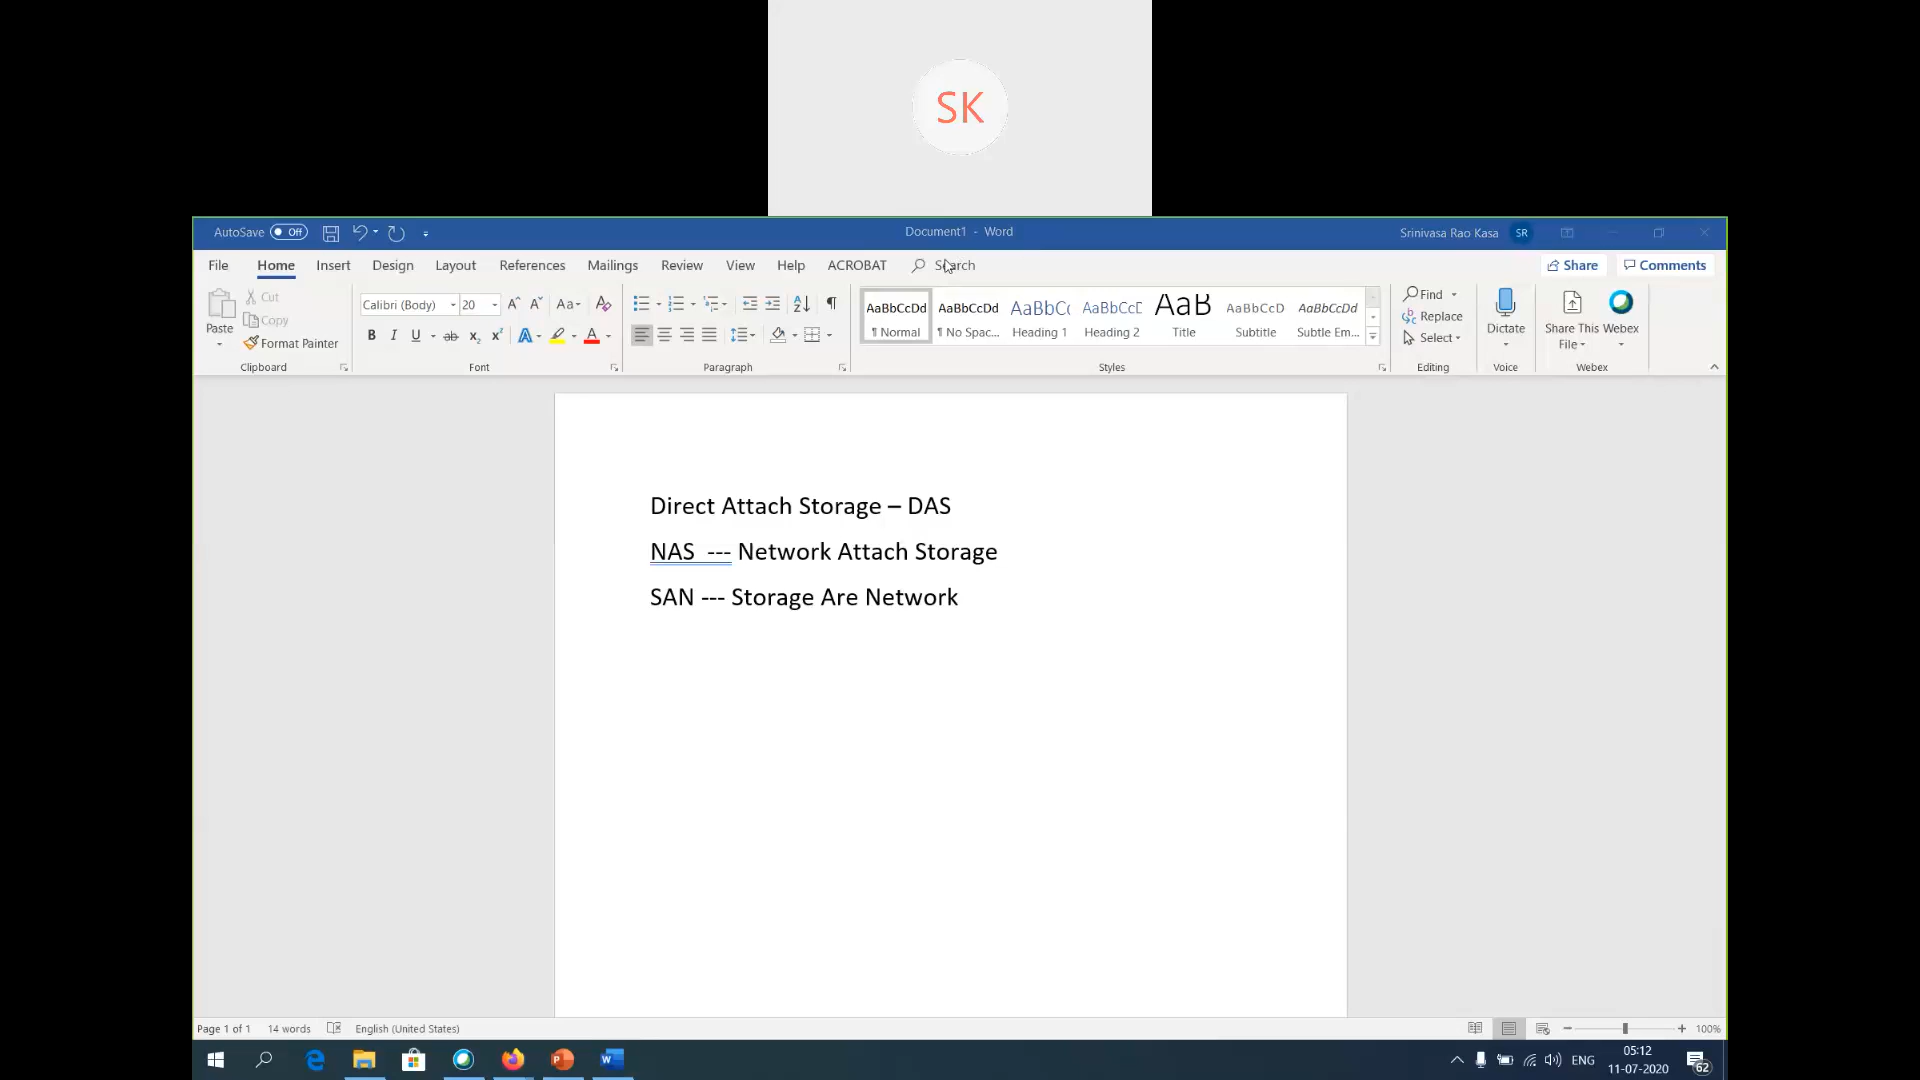 SK
AutoSave Off
Document1 - Word
Srinivasa Rao Kasa SR
File Home Insert Design Layout References Mailings Review View Help ACROBAT Search Share Comments
Paste
Cut
Copy
Format Painter
Clipboard
Calibri (Body) 20
Font
Paragraph
AaBbCcDd AaBbCcDd AaBbCc AaBbCcD AaB AaBbCcD AaBbCcDd
¶ Normal ¶ No Spac... Heading 1 Heading 2 Title Subtitle Subtle Em...
Styles
Find
Replace
Select
Editing
Dictate
Voice
Share This File
Webex
Webex
Direct Attach Storage – DAS
NAS --- Network Attach Storage
SAN --- Storage Are Network
Page 1 of 1 14 words English (United States) 100%
ENG
05:12
11-07-2020
62